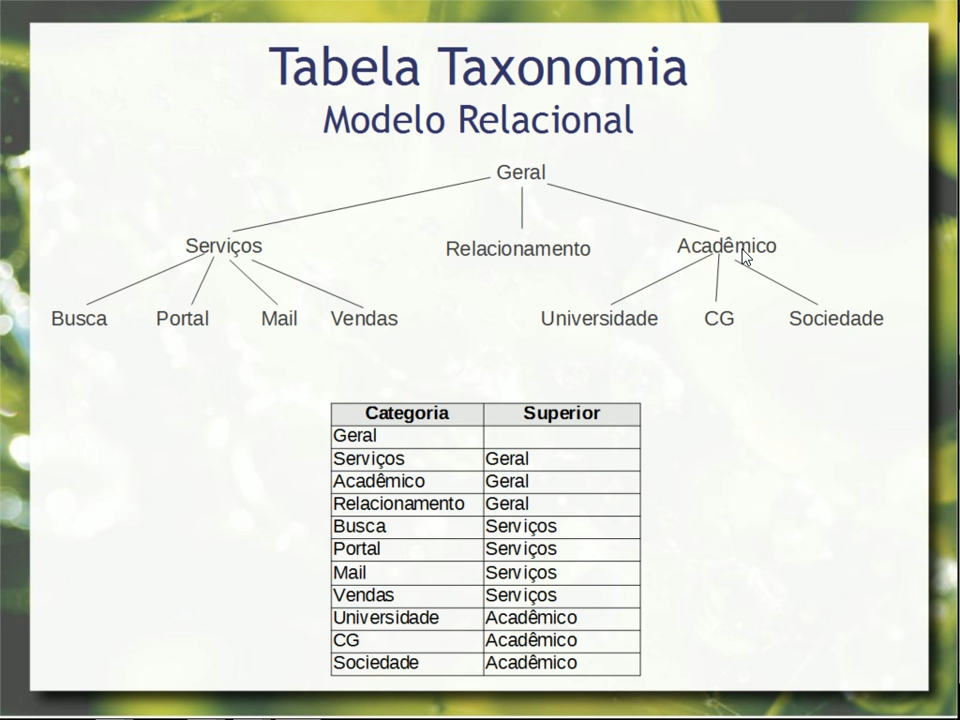 Tabela Taxonomia
Modelo Relacional
Geral
Serviços Relacionamento Acadêmico
Busca Portal Mail Vendas Universidade CG Sociedade
Categoria Superior
Geral
Serviços Geral
Acadêmico Geral
Relacionamento Geral
Busca Serviços
Portal Serviços
Mail Serviços
Vendas Serviços
Universidade Acadêmico
CG Acadêmico
Sociedade Acadêmico